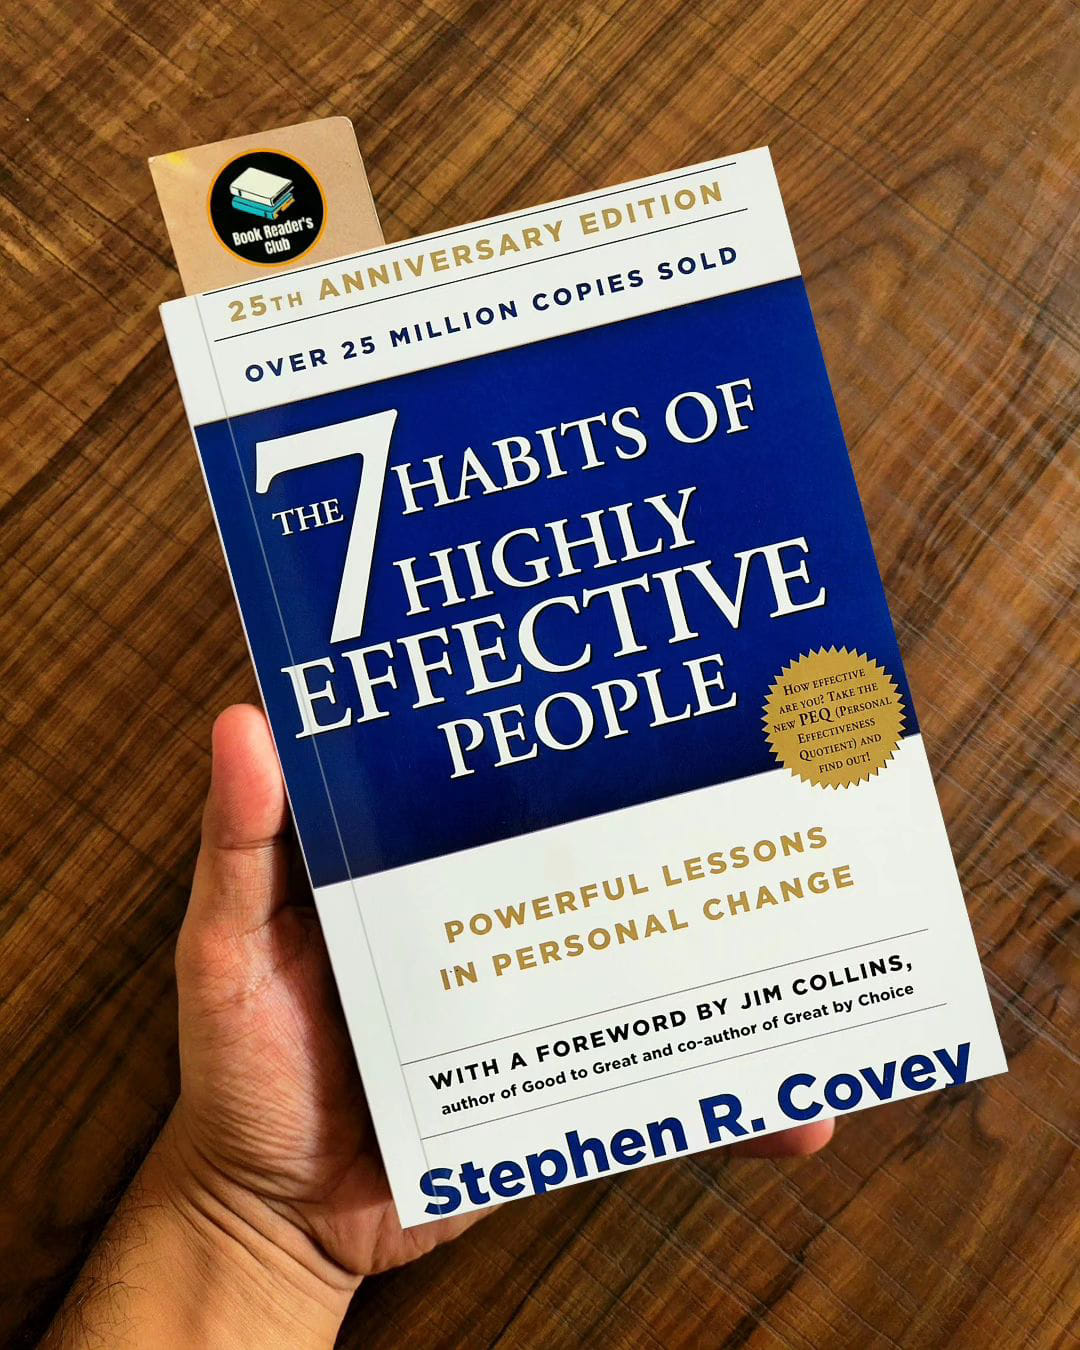 Book Reader's
Club
25TH ANNIVERSARY EDITION
OVER 25 MILLION COPIES SOLD
THE 7 HABITS OF
HIGHLY
EFFECTIVE
PEOPLE
HOW EFFECTIVE
ARE YOU? TAKE THE
NEW PEQ (PERSONAL
EFFECTIVENESS
QUOTIENT) AND
FIND OUT!
POWERFUL LESSONS
IN PERSONAL CHANGE
WITH A FOREWORD BY JIM COLLINS,
author of Good to Great and co-author of Great by Choice
Stephen R. Covey